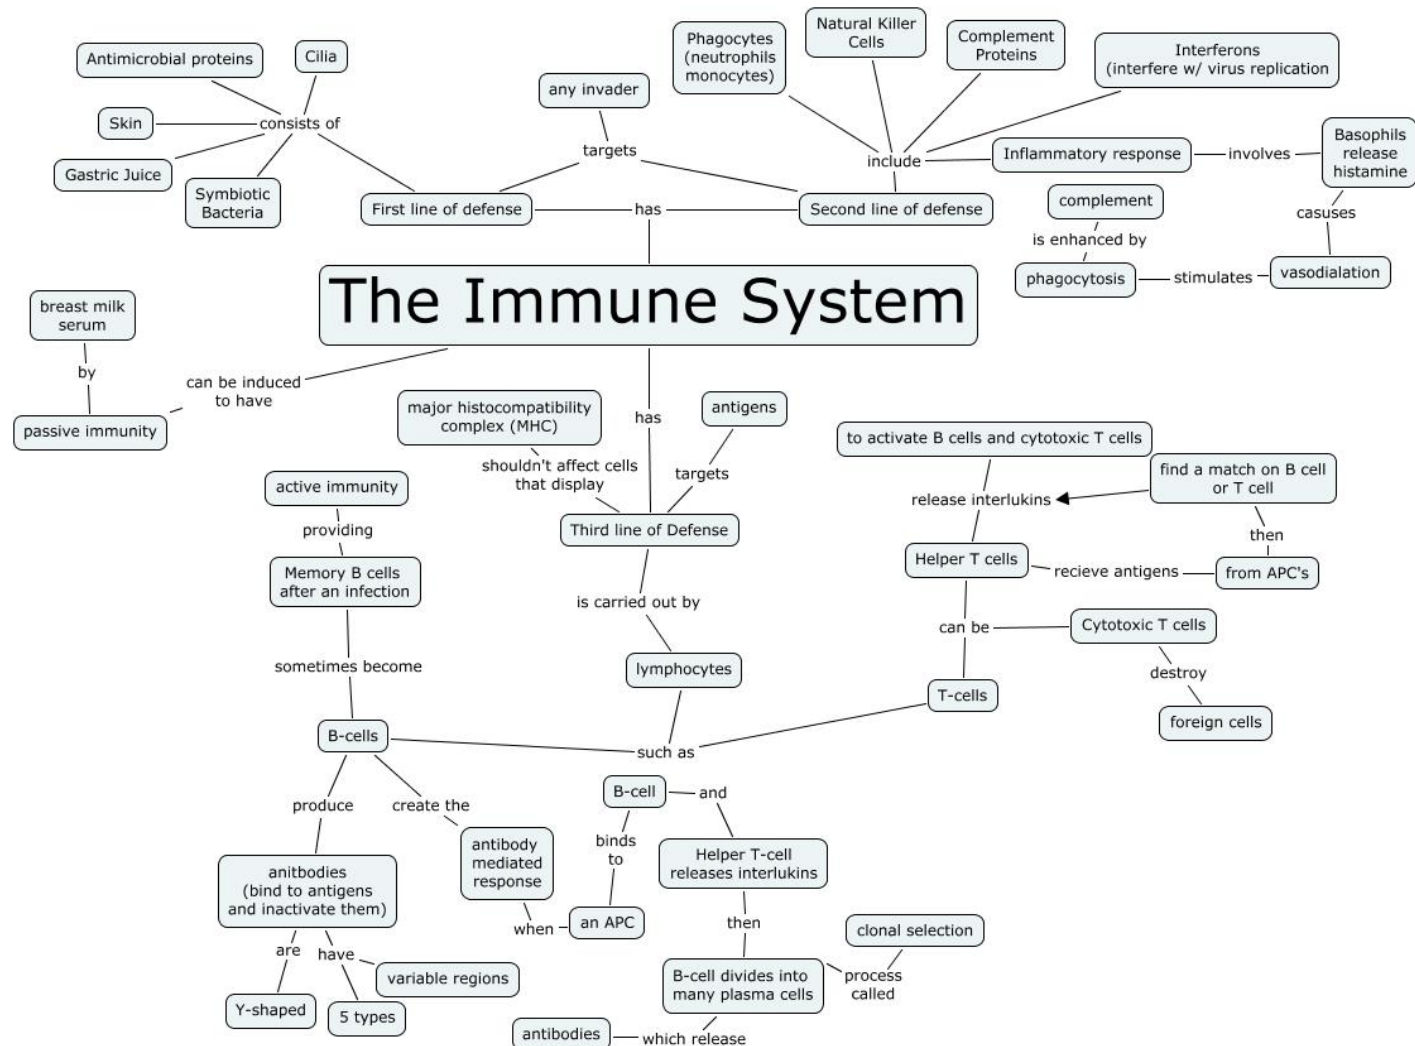 Antimicrobial proteins
Cilia
Skin
consists of
Gastric Juice
Symbiotic
Bacteria
any invader
targets
First line of defense
has
Second line of defense
Phagocytes
(neutrophils
monocytes)
Natural Killer
Cells
Complement
Proteins
Interferons
(interfere w/ virus replication
include
Inflammatory response
involves
Basophils
release
histamine
casuses
vasodialation
stimulates
phagocytosis
is enhanced by
complement
The Immune System
breast milk
serum
by
passive immunity
can be induced
to have
has
major histocompatibility
complex (MHC)
shouldn't affect cells
that display
antigens
targets
Third line of Defense
is carried out by
lymphocytes
such as
active immunity
providing
Memory B cells
after an infection
sometimes become
B-cells
to activate B cells and cytotoxic T cells
release interlukins
find a match on B cell
or T cell
then
Helper T cells
recieve antigens
from APC's
can be
Cytotoxic T cells
destroy
foreign cells
T-cells
produce
create the
anitbodies
(bind to antigens
and inactivate them)
are
have
Y-shaped
5 types
variable regions
antibody
mediated
response
when
an APC
binds
to
B-cell
and
Helper T-cell
releases interlukins
then
B-cell divides into
many plasma cells
process
called
clonal selection
which release
antibodies